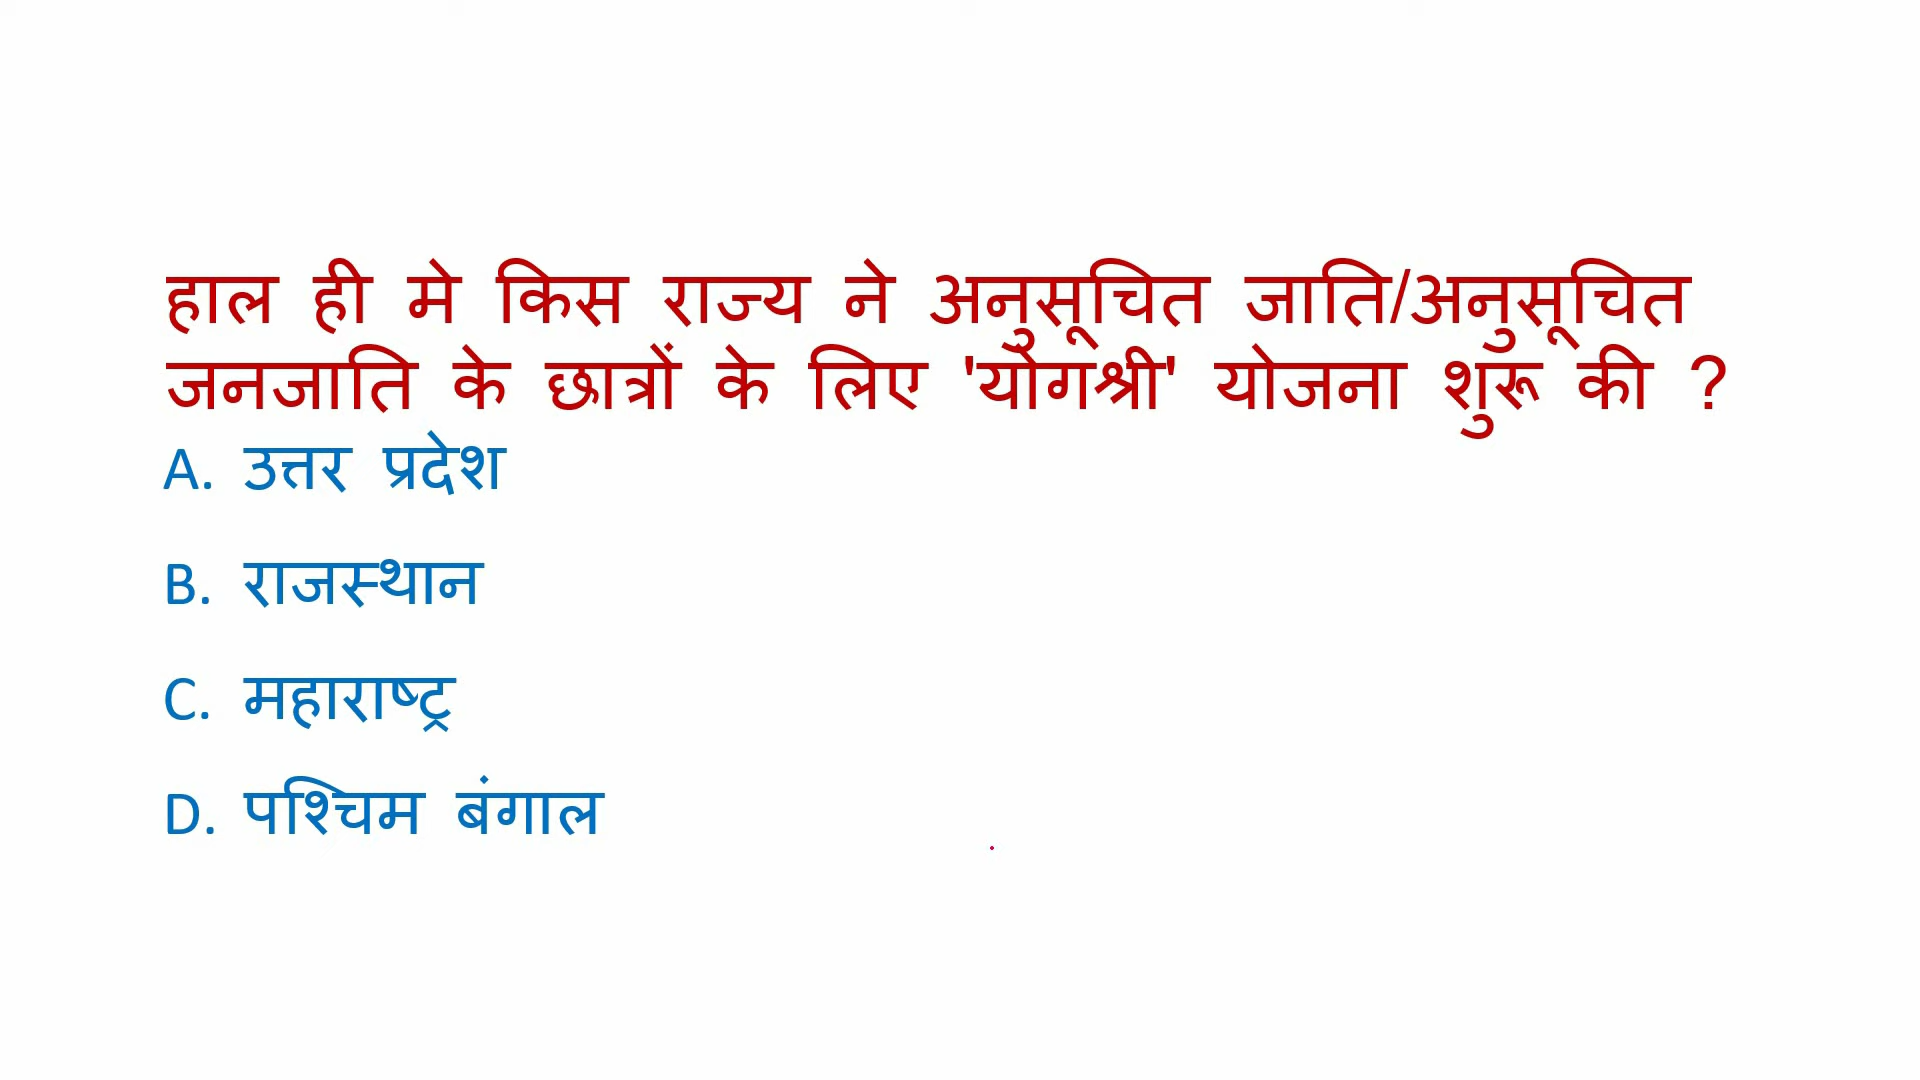 हाल ही मे किस राज्य ने अनुसूचित जाति/अनुसूचित
जनजाति के छात्रों के लिए 'योगश्री' योजना शुरू की ?
A. उत्तर प्रदेश
B. राजस्थान
C. महाराष्ट्र
D. पश्चिम बंगाल